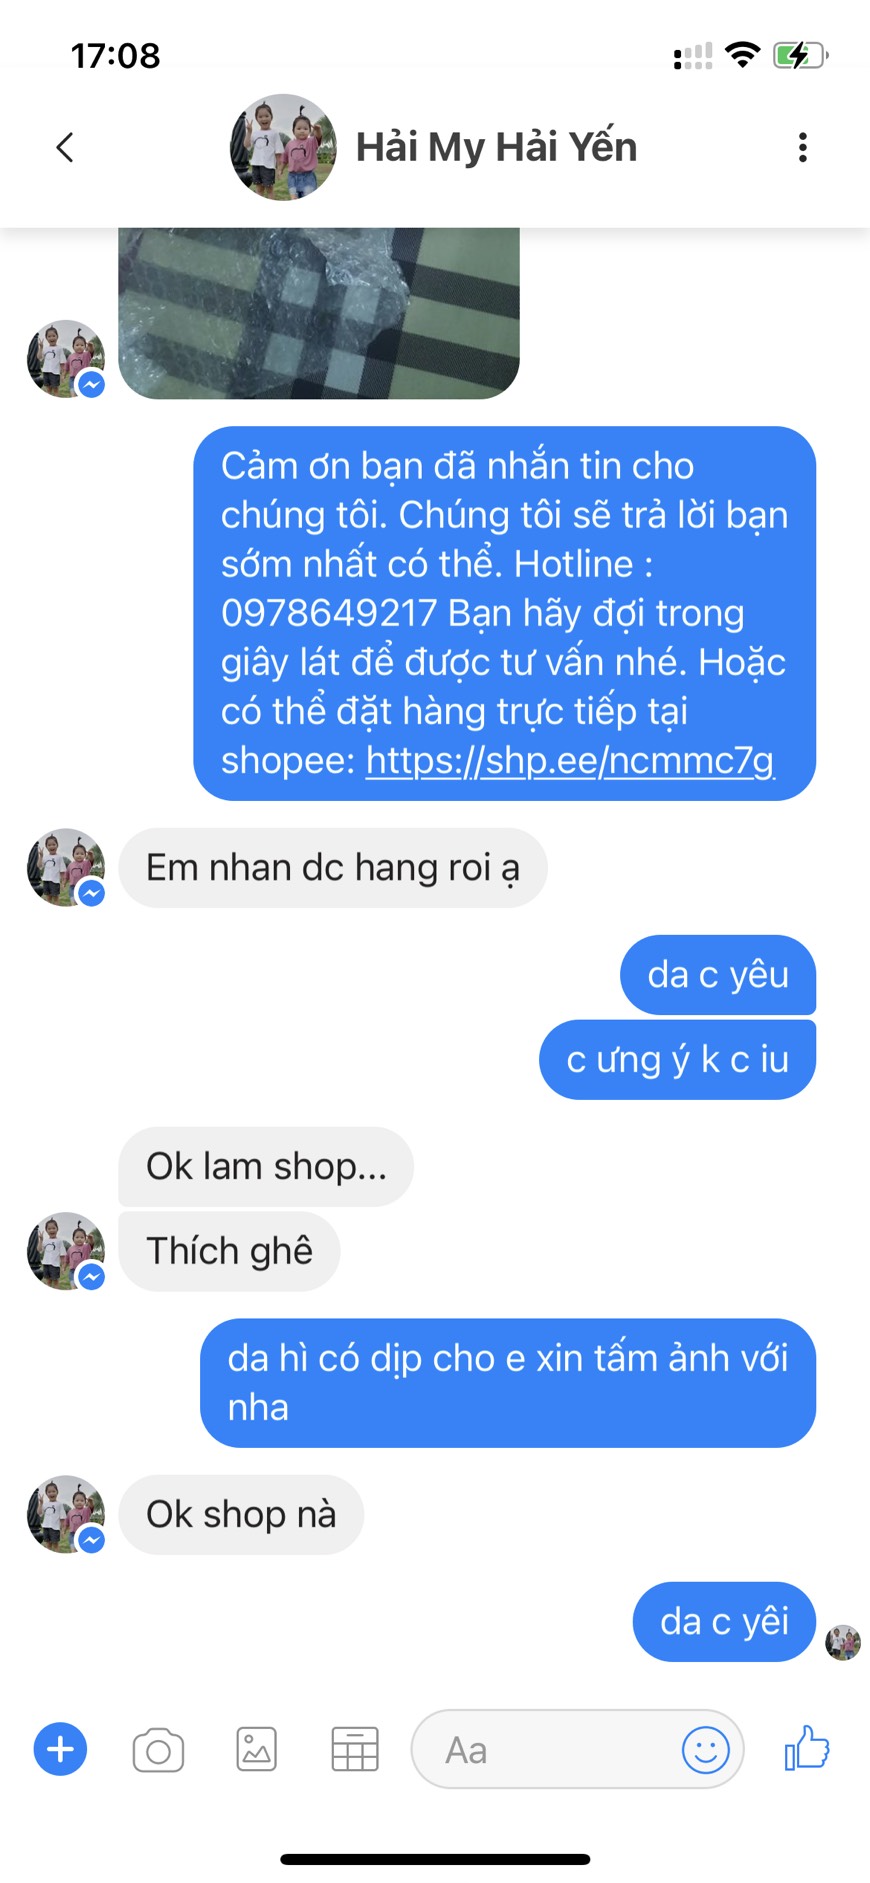 17:08
Hải My Hải Yến
Cảm ơn bạn đã nhắn tin cho
chúng tôi. Chúng tôi sẽ trả lời bạn
sớm nhất có thể. Hotline :
0978649217 Bạn hãy đợi trong
giây lát để được tư vấn nhé. Hoặc
có thể đặt hàng trực tiếp tại
shopee: https://shp.ee/ncmmc7g
Em nhan dc hang roi ạ
da c yêu
c ưng ý k c iu
Ok lam shop...
Thích ghê
da hì có dịp cho e xin tấm ảnh với
nha
Ok shop nà
da c yêi
Aa